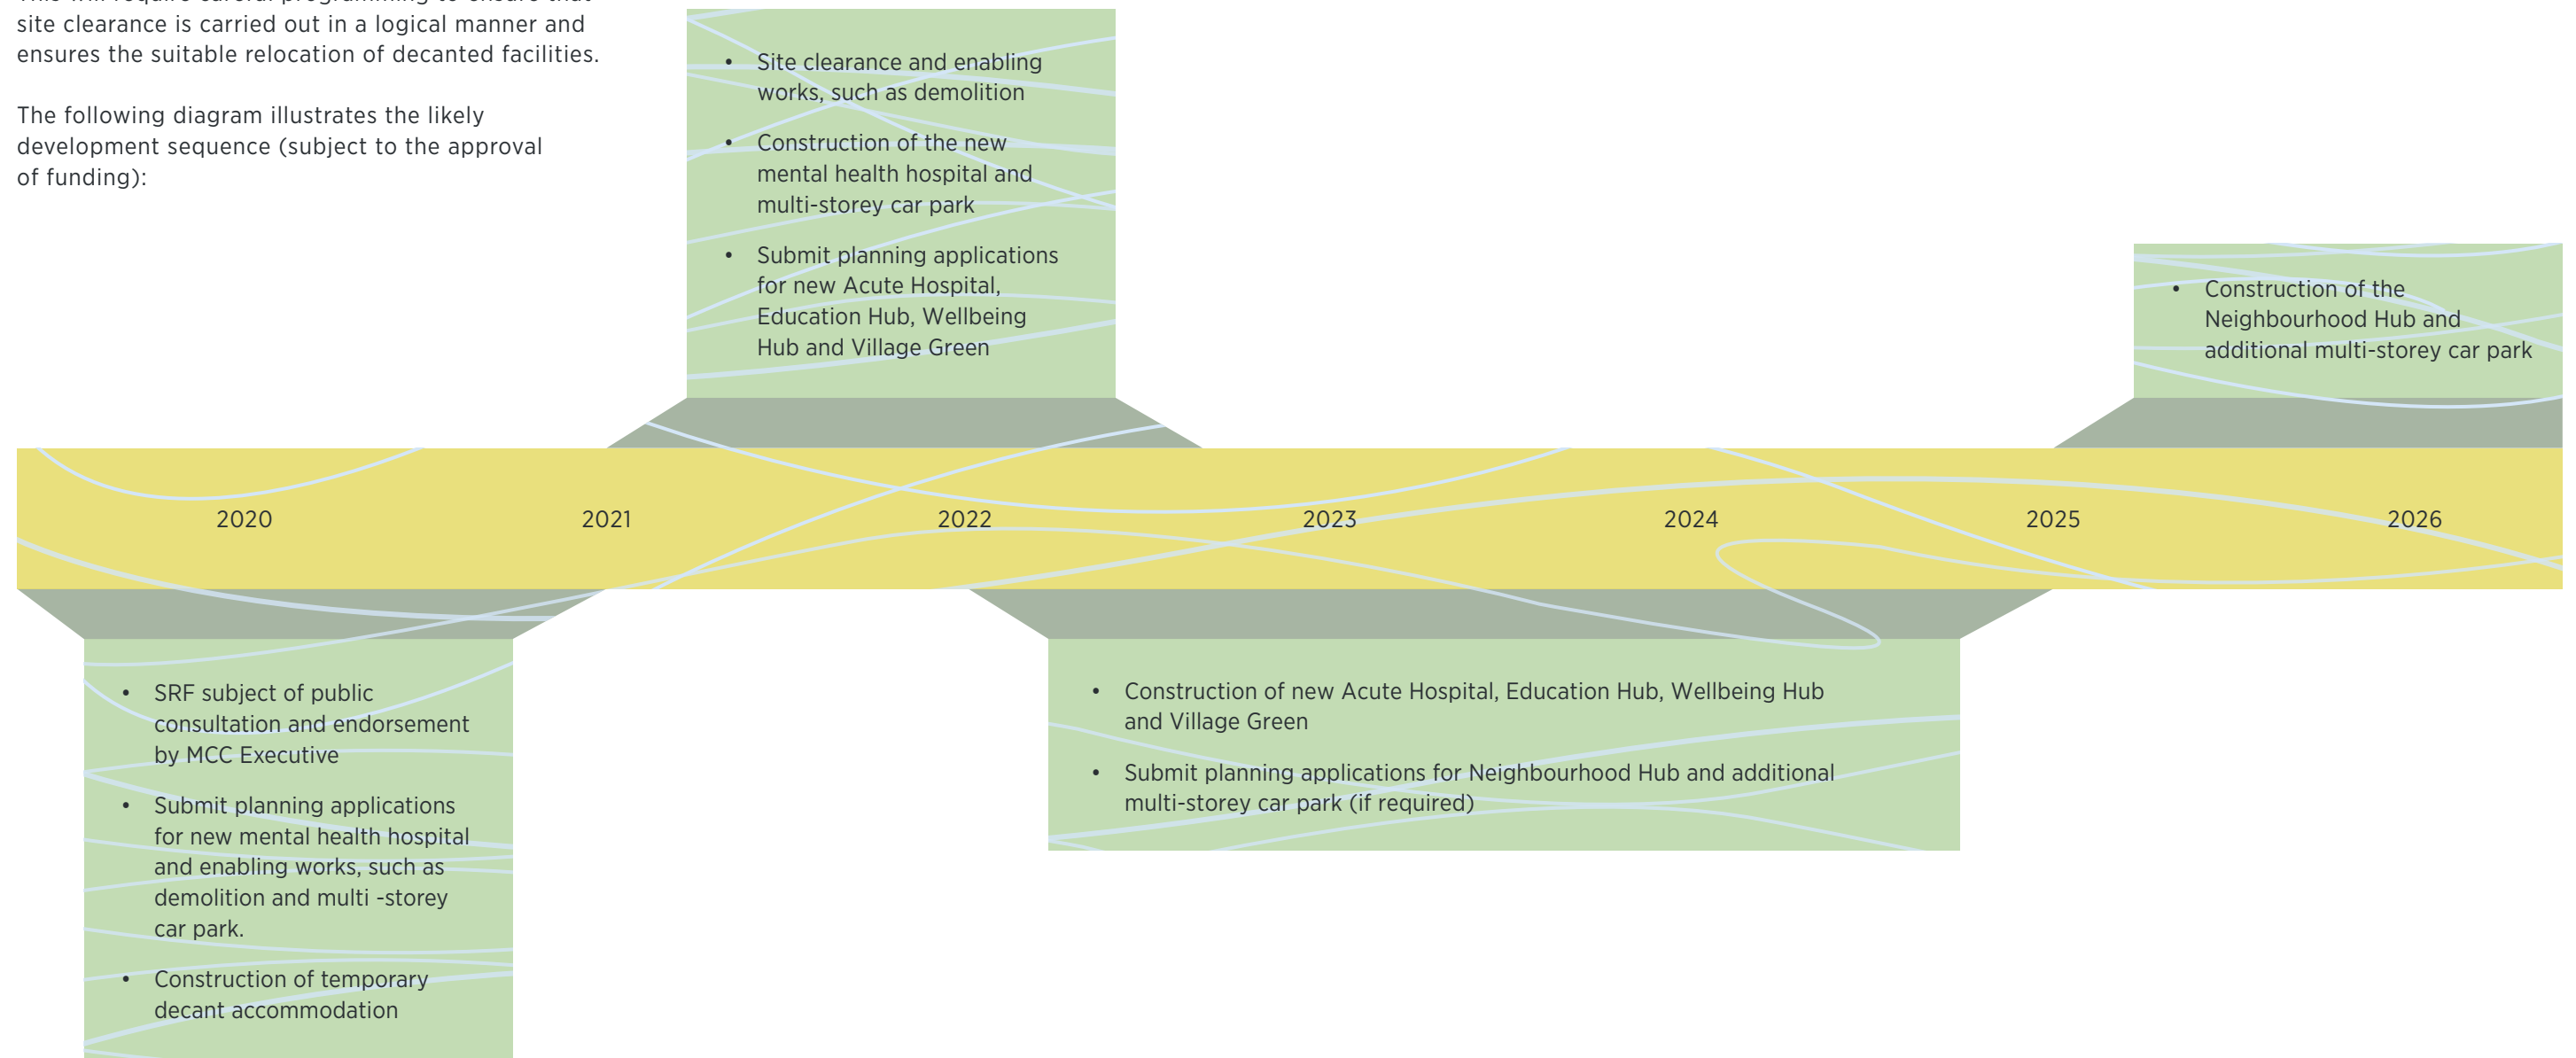 site clearance is carried out in a logical manner and
ensures the suitable relocation of decanted facilities.
The following diagram illustrates the likely
development sequence (subject to the approval
of funding):
• Site clearance and enabling
works, such as demolition
• Construction of the new
mental health hospital and
multi-storey car park
• Submit planning applications
for new Acute Hospital,
Education Hub, Wellbeing
Hub and Village Green
• Construction of the
Neighbourhood Hub and
additional multi-storey car park
2020 2021 2022 2023 2024 2025 2026
• SRF subject of public
consultation and endorsement
by MCC Executive
• Submit planning applications
for new mental health hospital
and enabling works, such as
demolition and multi -storey
car park.
• Construction of temporary
decant accommodation
• Construction of new Acute Hospital, Education Hub, Wellbeing Hub
and Village Green
• Submit planning applications for Neighbourhood Hub and additional
multi-storey car park (if required)